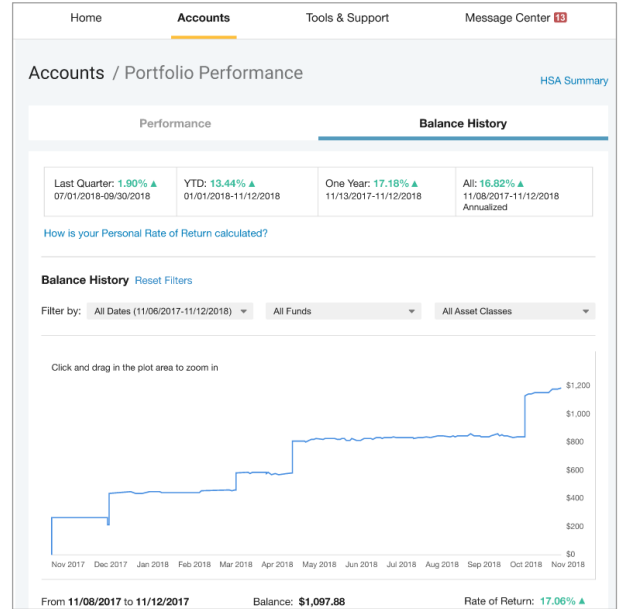 Home Accounts Tools & Support Message Center 13
Accounts / Portfolio Performance
HSA Summary
Performance Balance History
Last Quarter: 1.90% ▲ YTD: 13.44% ▲ One Year: 17.18% ▲ All: 16.82% ▲
07/01/2018-09/30/2018 01/01/2018-11/12/2018 11/13/2017-11/12/2018 11/08/2017-11/12/2018
Annualized
How is your Personal Rate of Return calculated?
Balance History Reset Filters
Filter by: All Dates (11/06/2017-11/12/2018) All Funds All Asset Classes
Click and drag in the plot area to zoom in
$1,200
$1,000
$800
$600
$400
$200
$0
Nov 2017 Dec 2017 Jan 2018 Feb 2018 Mar 2018 Apr 2018 May 2018 Jun 2018 Jul 2018 Aug 2018 Sep 2018 Oct 2018 Nov 2018
From 11/08/2017 to 11/12/2017 Balance: $1,097.88 Rate of Return: 17.06% ▲